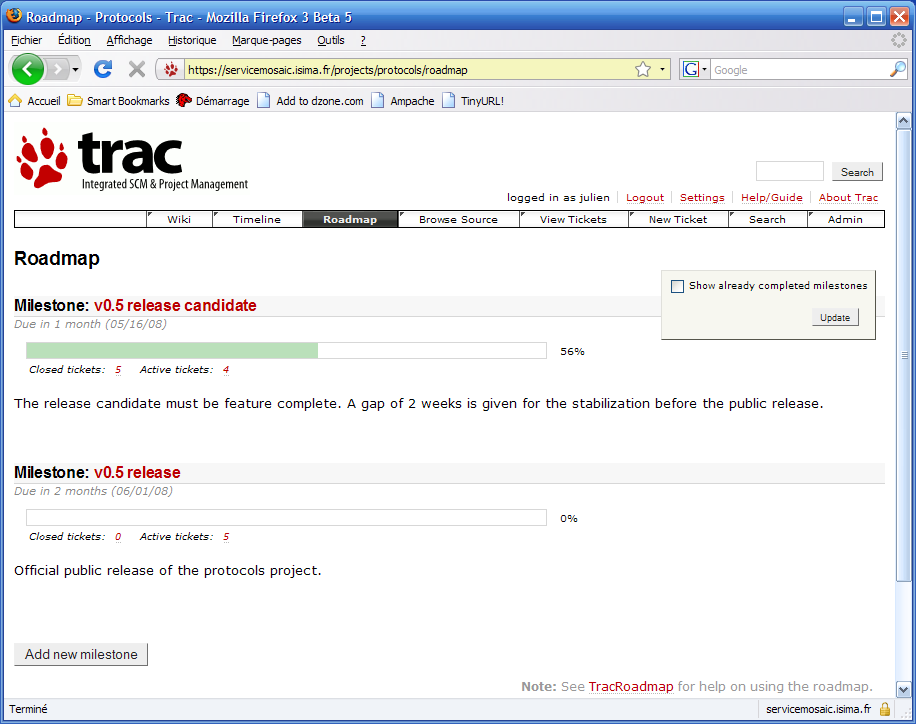 Roadmap - Protocols - Trac - Mozilla Firefox 3 Beta 5
Fichier Édition Affichage Historique Marque-pages Outils ?
https://servicemosaic.isima.fr/projects/protocols/roadmap G Google
Accueil Smart Bookmarks Démarrage Add to dzone.com Ampache TinyURL!
trac
Integrated SCM & Project Management
Search
logged in as julien Logout Settings Help/Guide About Trac
Wiki Timeline Roadmap Browse Source View Tickets New Ticket Search Admin
Roadmap
Show already completed milestones
Update
Milestone: v0.5 release candidate
Due in 1 month (05/16/08)
56%
Closed tickets: 5 Active tickets: 4
The release candidate must be feature complete. A gap of 2 weeks is given for the stabilization before the public release.
Milestone: v0.5 release
Due in 2 months (06/01/08)
0%
Closed tickets: 0 Active tickets: 5
Official public release of the protocols project.
Add new milestone
Note: See TracRoadmap for help on using the roadmap.
Terminé servicemosaic.isima.fr